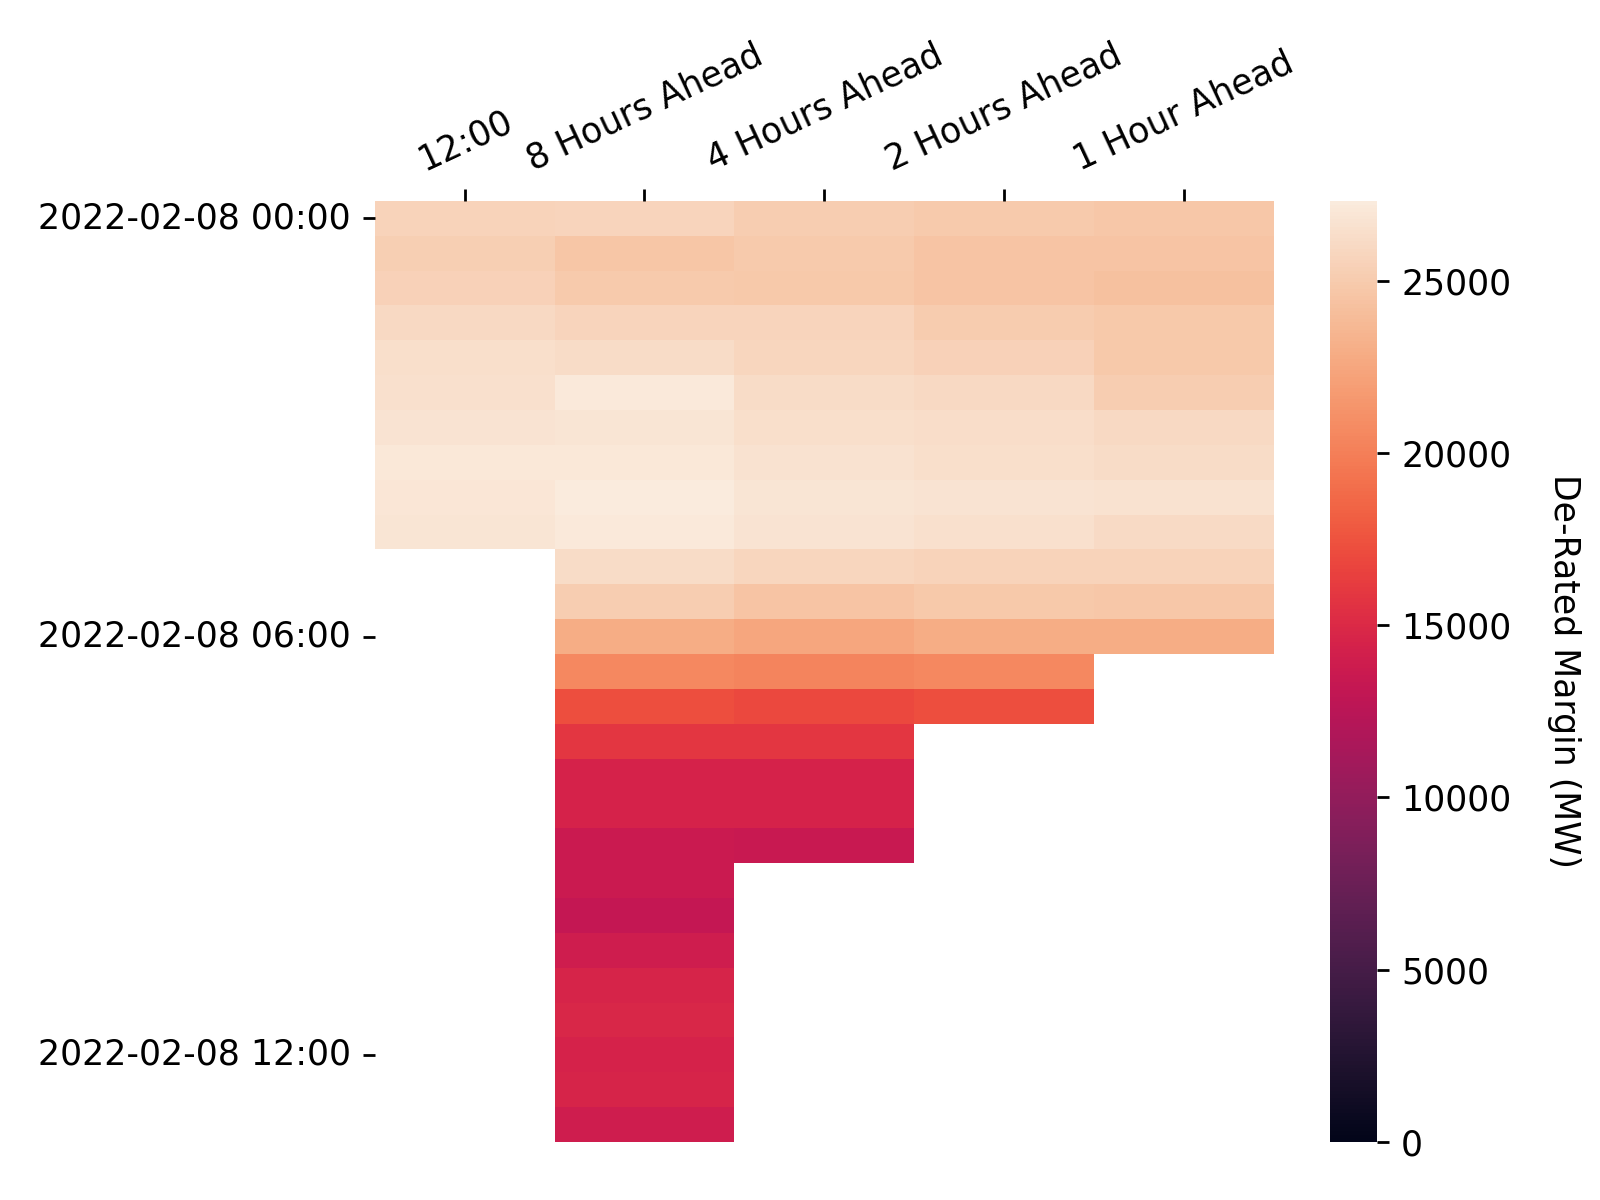 12:00
8 Hours Ahead
4 Hours Ahead
2 Hours Ahead
1 Hour Ahead
2022-02-08 00:00
2022-02-08 06:00
2022-02-08 12:00
25000
20000
15000
10000
5000
0
De-Rated Margin (MW)